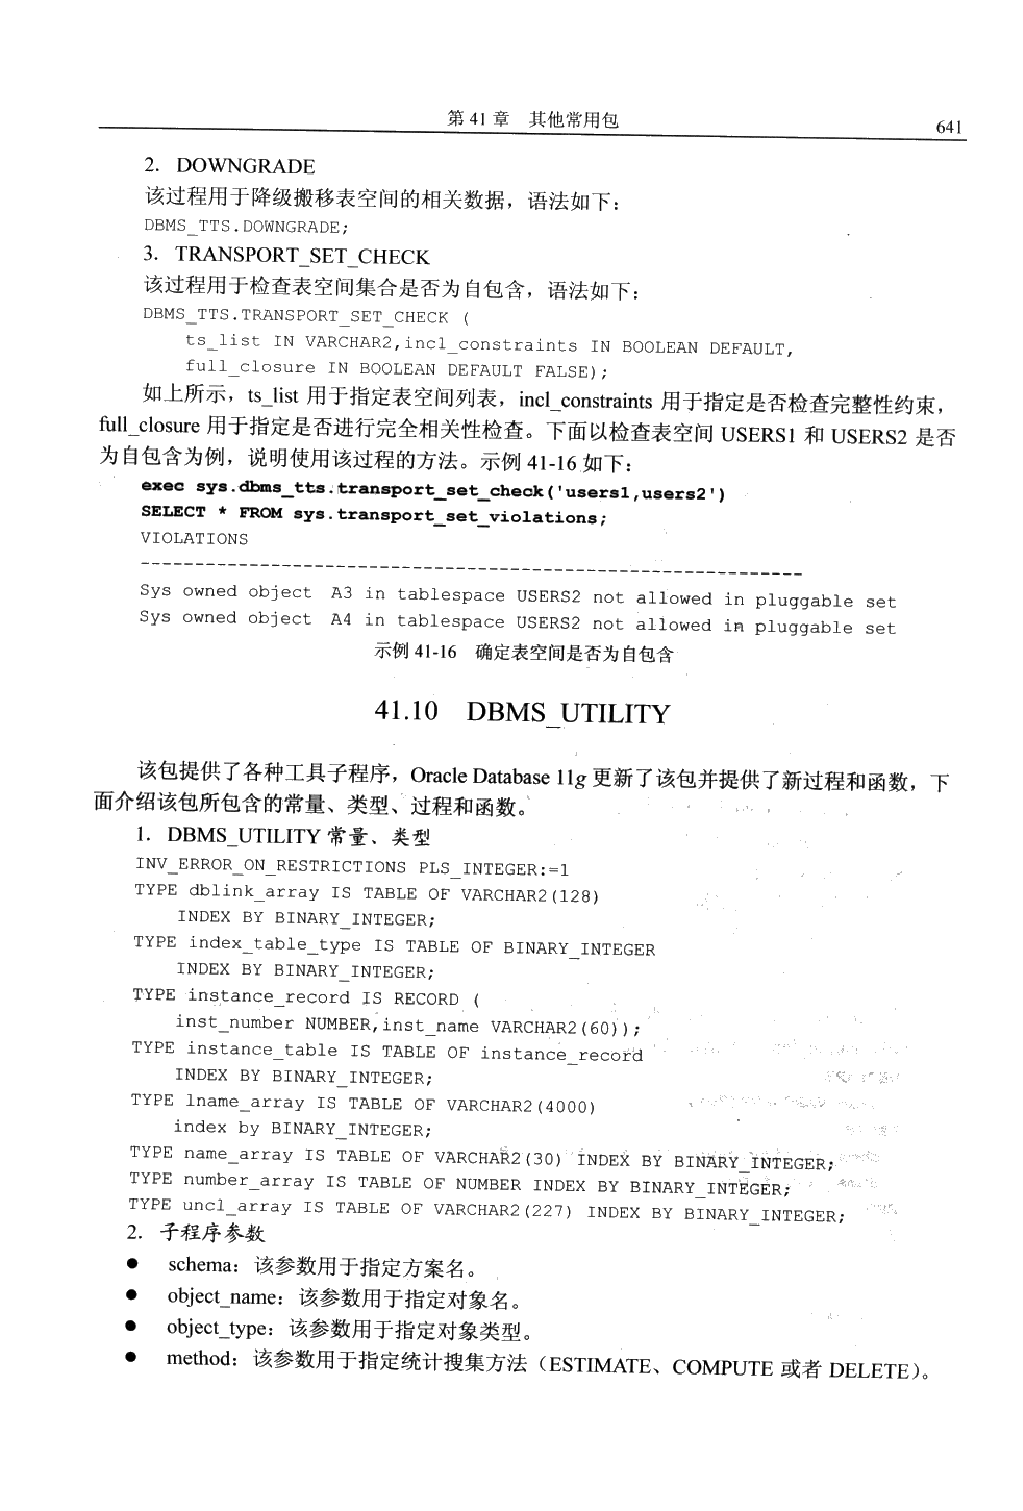 第 41 章　其他常用包
641
2. DOWNGRADE
该过程用于降级搬移表空间的相关数据，语法如下：
DBMS_TTS.DOWNGRADE;
3. TRANSPORT_SET_CHECK
该过程用于检查表空间集合是否为自包含，语法如下：
DBMS_TTS.TRANSPORT_SET_CHECK (
ts_list IN VARCHAR2,incl_constraints IN BOOLEAN DEFAULT,
full_closure IN BOOLEAN DEFAULT FALSE);
如上所示，ts_list 用于指定表空间列表，incl_constraints 用于指定是否检查完整性约束，
full_closure 用于指定是否进行完全相关性检查。下面以检查表空间 USERS1 和 USERS2 是否
为自包含为例，说明使用该过程的方法。示例 41-16 如下：
exec sys.dbms_tts.transport_set_check('users1,users2')
SELECT * FROM sys.transport_set_violations;
VIOLATIONS
--------------------------------------------------------------
Sys owned object  A3 in tablespace USERS2 not allowed in pluggable set
Sys owned object  A4 in tablespace USERS2 not allowed in pluggable set
示例 41-16　确定表空间是否为自包含
41.10　DBMS_UTILITY
该包提供了各种工具子程序，Oracle Database 11g 更新了该包并提供了新过程和函数，下
面介绍该包所包含的常量、类型、过程和函数。
1. DBMS_UTILITY 常量、类型
INV_ERROR_ON_RESTRICTIONS PLS_INTEGER:=1
TYPE dblink_array IS TABLE OF VARCHAR2(128)
INDEX BY BINARY_INTEGER;
TYPE index_table_type IS TABLE OF BINARY_INTEGER
INDEX BY BINARY_INTEGER;
TYPE instance_record IS RECORD (
inst_number NUMBER,inst_name VARCHAR2(60));
TYPE instance_table IS TABLE OF instance_record
INDEX BY BINARY_INTEGER;
TYPE lname_array IS TABLE OF VARCHAR2(4000)
index by BINARY_INTEGER;
TYPE name_array IS TABLE OF VARCHAR2(30) INDEX BY BINARY_INTEGER;
TYPE number_array IS TABLE OF NUMBER INDEX BY BINARY_INTEGER;
TYPE uncl_array IS TABLE OF VARCHAR2(227) INDEX BY BINARY_INTEGER;
2. 子程序参数
● schema：该参数用于指定方案名。
● object_name：该参数用于指定对象名。
● object_type：该参数用于指定对象类型。
● method：该参数用于指定统计搜集方法（ESTIMATE、COMPUTE 或者 DELETE）。